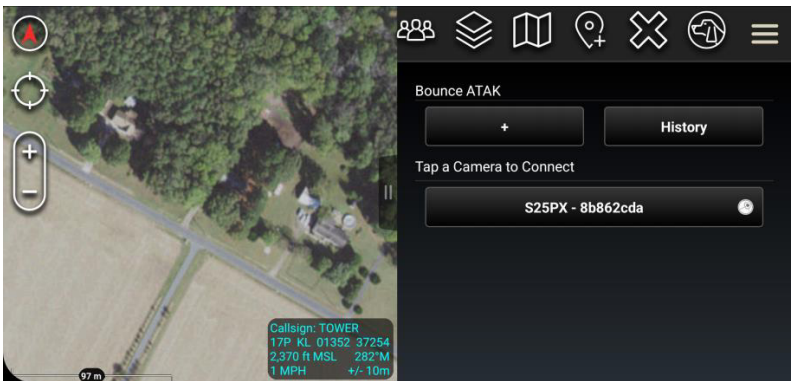 Bounce ATAK
+
History
Tap a Camera to Connect
S25PX - 8b862cda
Callsign: TOWER
17P KL 01352 37254
2,370 ft MSL 282°M
1 MPH +/- 10m
97 m